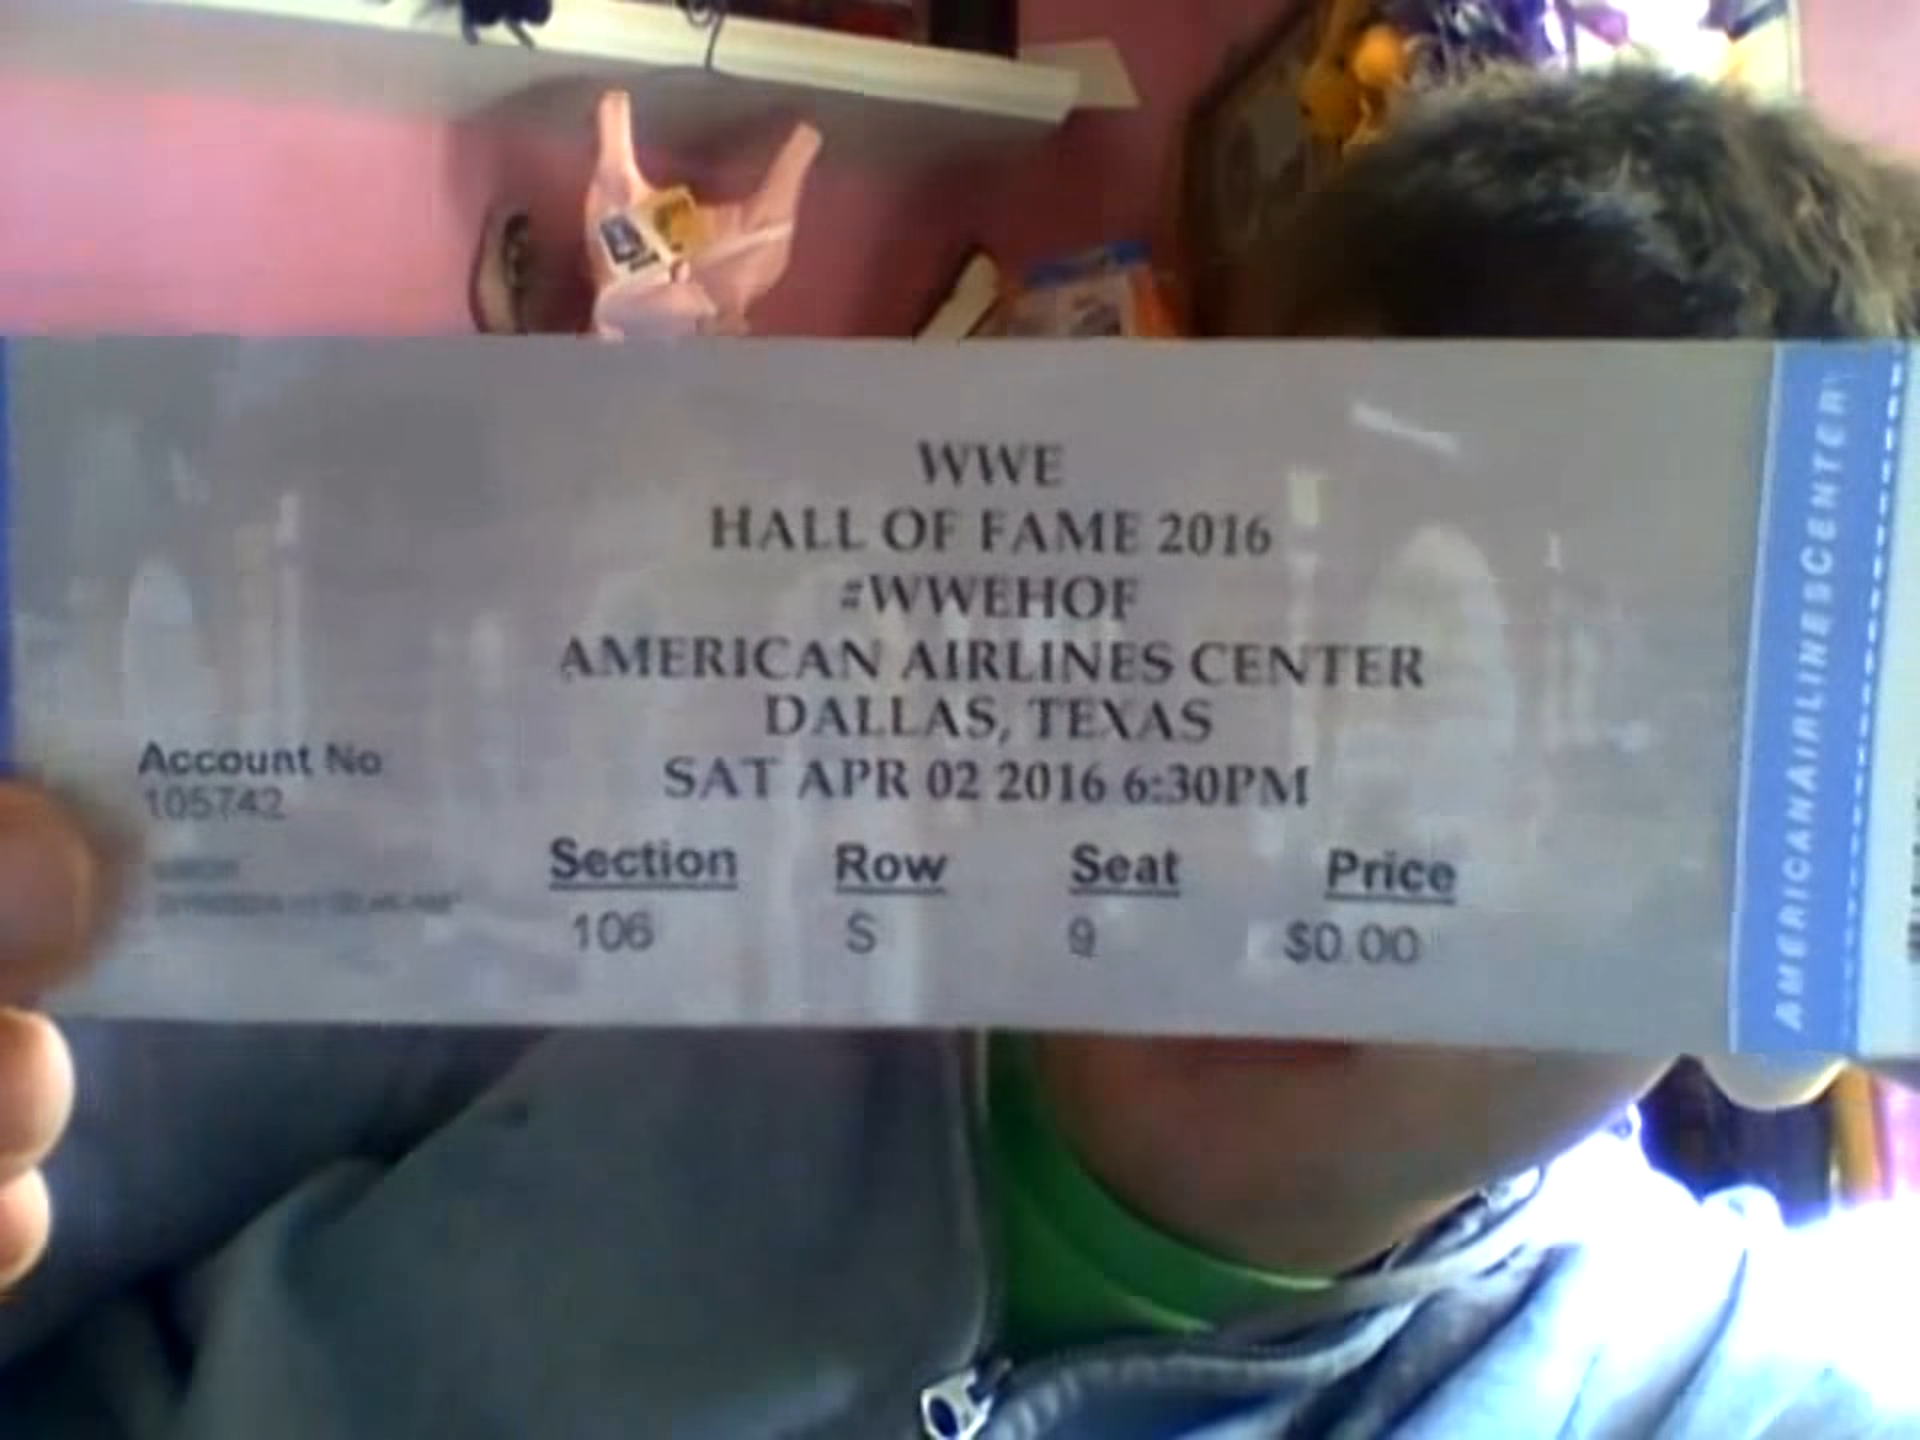 WWE
HALL OF FAME 2016
#WWEHOF
AMERICAN AIRLINES CENTER
DALLAS, TEXAS
SAT APR 02 2016 6:30PM
Account No
105742
Section Row Seat Price
106 S 9 $0.00
AMERICANAIRLINESCENTER